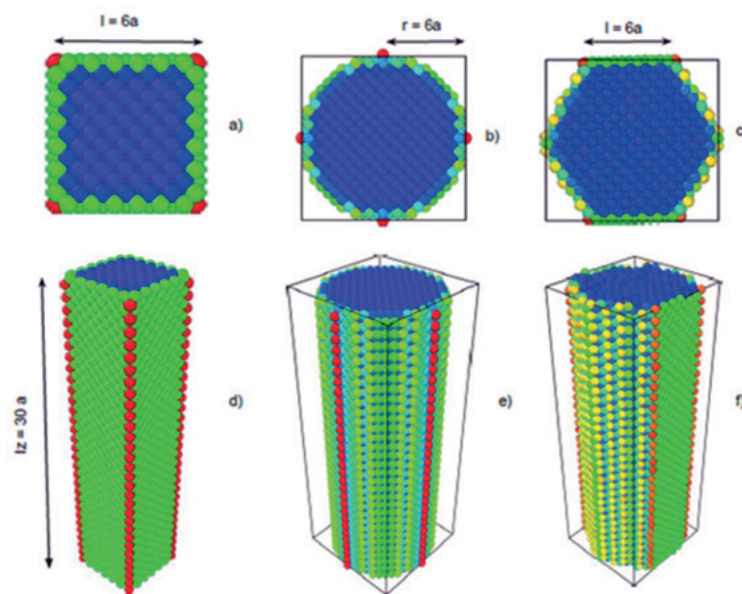 l = 6a
r = 6a
l = 6a
a)
b)
c
d)
e)
f)
lz = 30 a